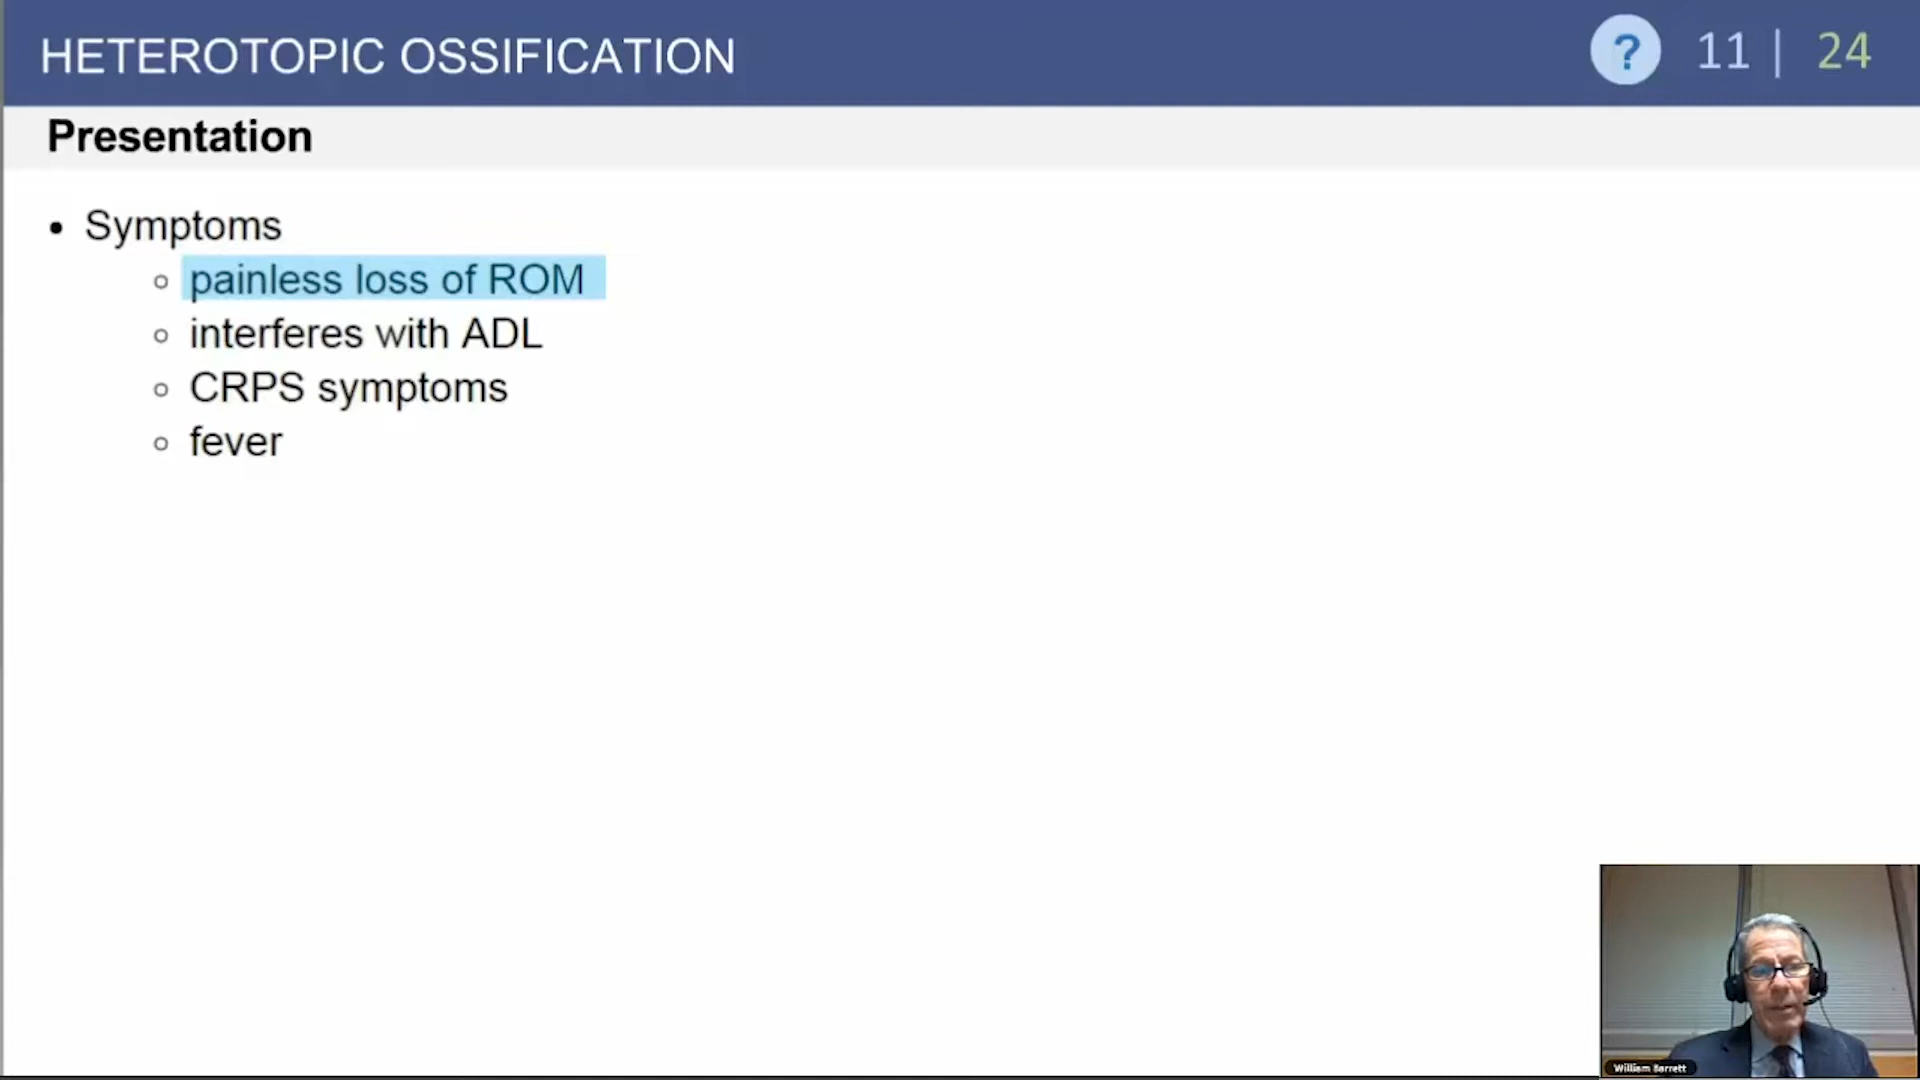 HETEROTOPIC OSSIFICATION
? 11 | 24
Presentation
• Symptoms
painless loss of ROM
interferes with ADL
CRPS symptoms
fever
William Barrett